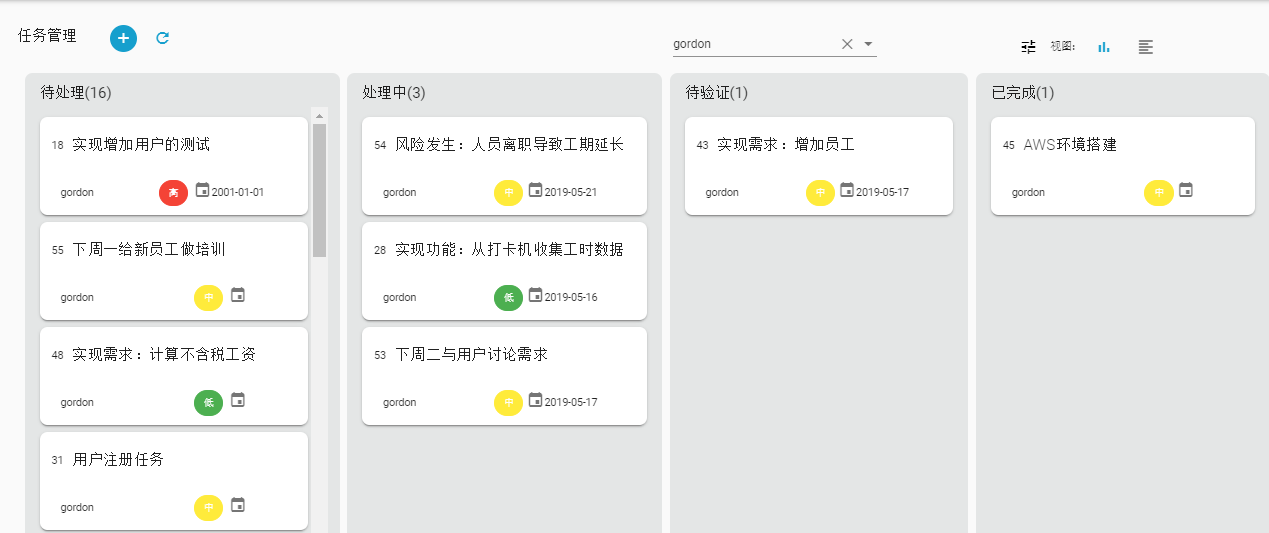 任务管理
gordon
视图：
待处理(16)
18 实现增加用户的测试
gordon 高 2001-01-01
55 下周一给新员工做培训
gordon 中
48 实现需求：计算不含税工资
gordon 低
31 用户注册任务
gordon 中
处理中(3)
54 风险发生：人员离职导致工期延长
gordon 中 2019-05-21
28 实现功能：从打卡机收集工时数据
gordon 低 2019-05-16
53 下周二与用户讨论需求
gordon 中 2019-05-17
待验证(1)
43 实现需求：增加员工
gordon 中 2019-05-17
已完成(1)
45 AWS环境搭建
gordon 中